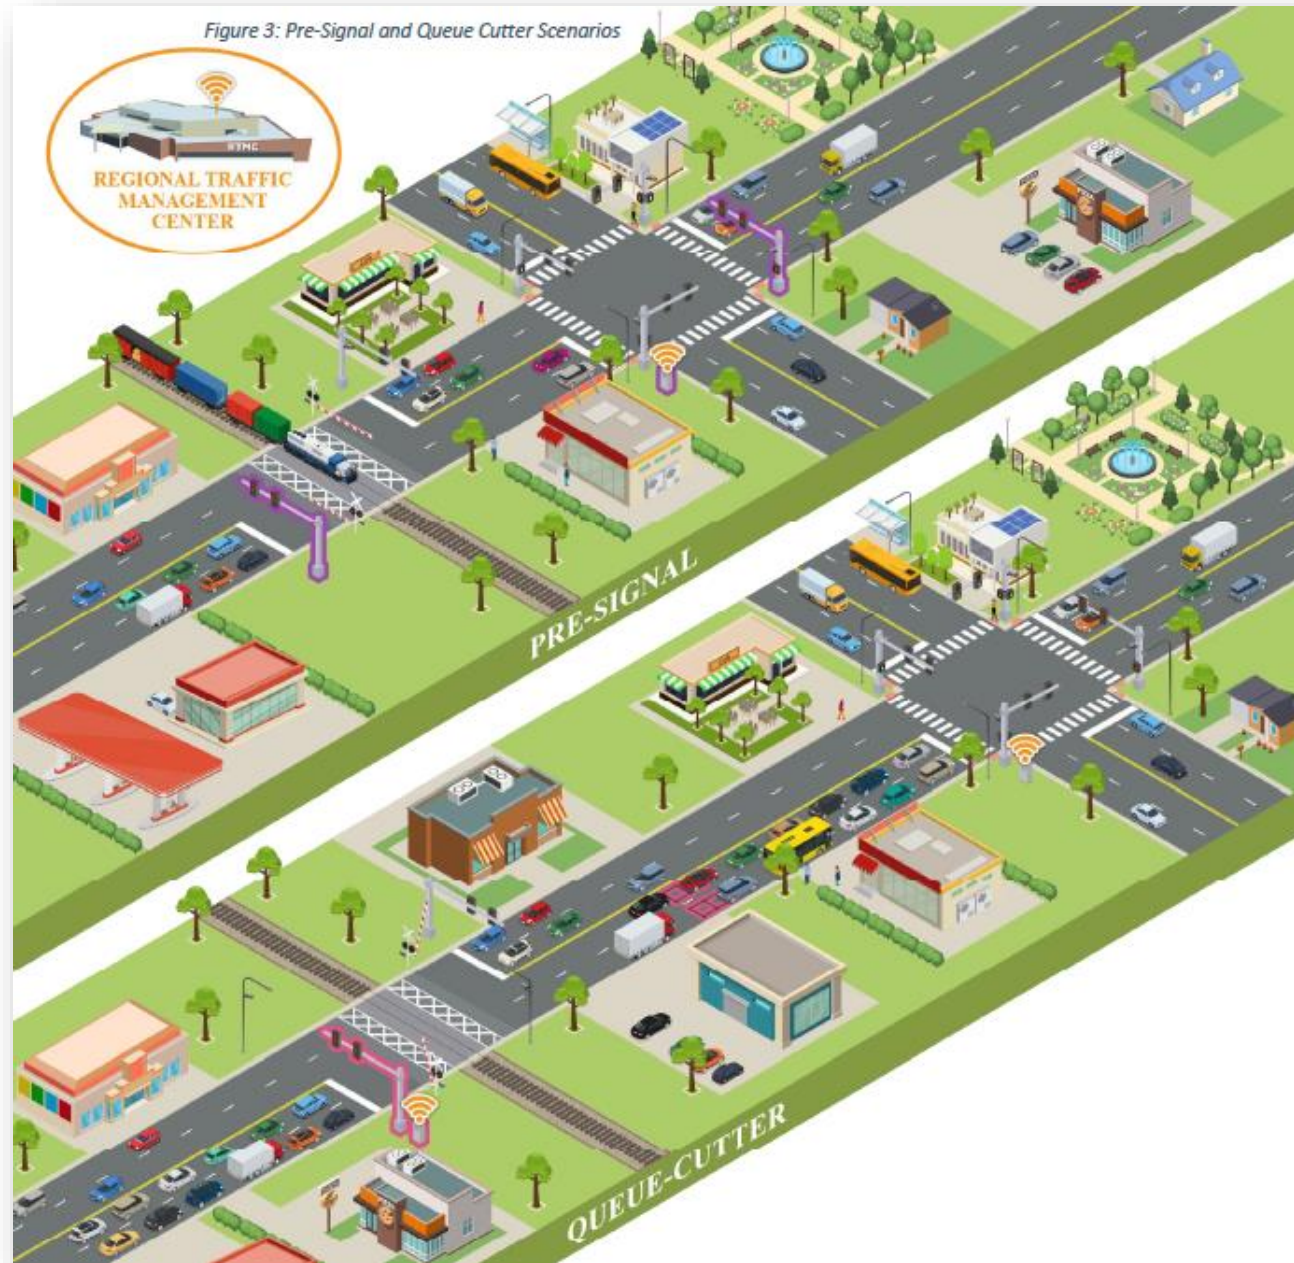 Figure 3: Pre-Signal and Queue Cutter Scenarios
RTMC
REGIONAL TRAFFIC
MANAGEMENT
CENTER
PRE-SIGNAL
QUEUE-CUTTER